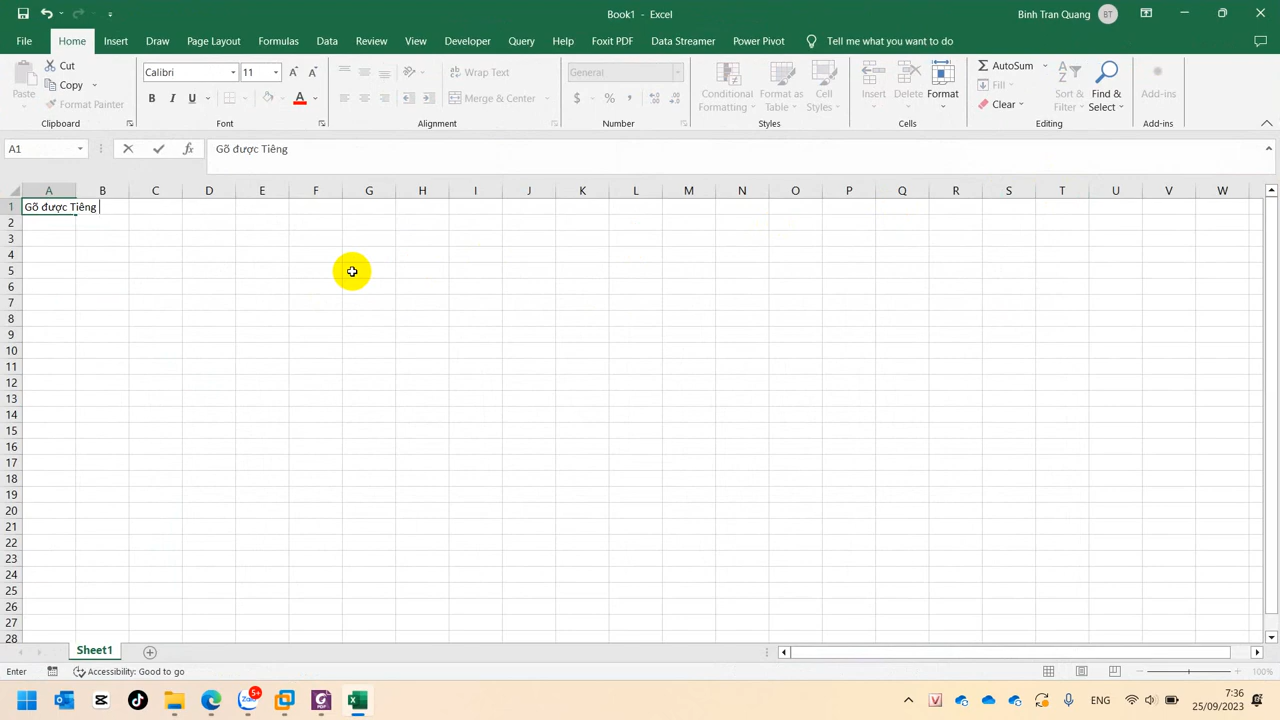 Book1 - Excel
Binh Tran Quang
BT
File Home Insert Draw Page Layout Formulas Data Review View Developer Query Help Foxit PDF Data Streamer Power Pivot Tell me what you want to do
Paste
Cut
Copy
Format Painter
Clipboard
Calibri 11
B I U A
Font
Wrap Text
Merge & Center
Alignment
General
$ % ,
Number
Conditional Formatting
Format as Table
Cell Styles
Styles
Insert
Delete
Format
Cells
AutoSum
Fill
Clear
Sort & Filter
Find & Select
Editing
Add-ins
Add-ins
A1 fx Gõ được Tiêng
A B C D E F G H I J K L M N O P Q R S T U V W
1 Gõ được Tiêng
2
3
4
5
6
7
8
9
10
11
12
13
14
15
16
17
18
19
20
21
22
23
24
25
26
27
28
Sheet1
Enter Accessibility: Good to go 100%
Zalo 5+ PDF V ENG 7:36
25/09/2023